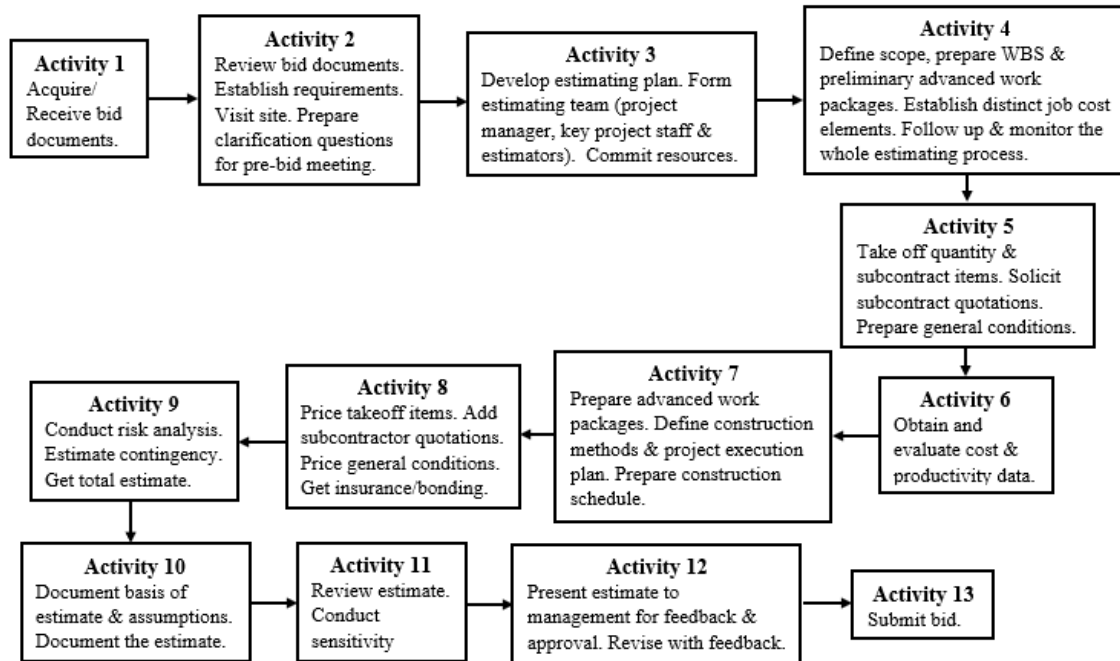 Activity 1
Acquire/
Receive bid
documents.
Activity 2
Review bid documents.
Establish requirements.
Visit site. Prepare
clarification questions
for pre-bid meeting.
Activity 3
Develop estimating plan. Form
estimating team (project
manager, key project staff &
estimators).  Commit resources.
Activity 4
Define scope, prepare WBS &
preliminary advanced work
packages. Establish distinct job cost
elements. Follow up & monitor the
whole estimating process.
Activity 5
Take off quantity &
subcontract items. Solicit
subcontract quotations.
Prepare general conditions.
Activity 6
Obtain and
evaluate cost &
productivity data.
Activity 7
Prepare advanced work
packages. Define construction
methods & project execution
plan. Prepare construction
schedule.
Activity 8
Price takeoff items. Add
subcontractor quotations.
Price general conditions.
Get insurance/bonding.
Activity 9
Conduct risk analysis.
Estimate contingency.
Get total estimate.
Activity 10
Document basis of
estimate & assumptions.
Document the estimate.
Activity 11
Review estimate.
Conduct
sensitivity
Activity 12
Present estimate to
management for feedback &
approval. Revise with feedback.
Activity 13
Submit bid.